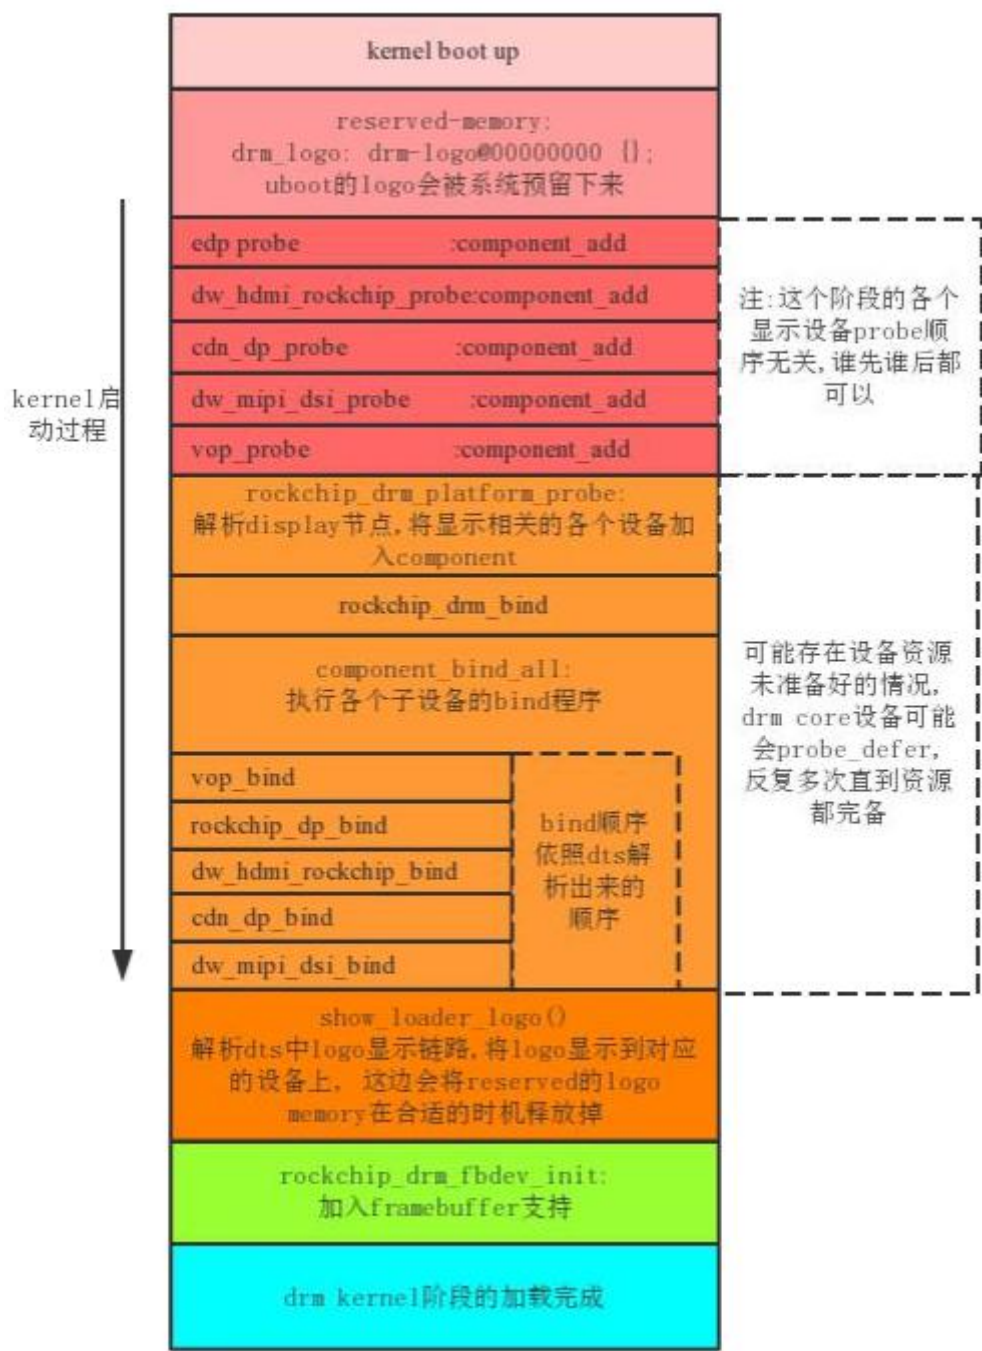 kernel boot up
reserved-memory:
drm_logo: drm-logo@00000000 {};
uboot的logo会被系统预留下来
edp probe :component_add
dw_hdmi_rockchip_probe:component_add
cdn_dp_probe :component_add
dw_mipi_dsi_probe :component_add
vop_probe :component_add
注:这个阶段的各个
显示设备probe顺
序无关,谁先谁后都
可以
kernel启
动过程
rockchip_drm_platform_probe:
解析display节点,将显示相关的各个设备加
入component
rockchip_drm_bind
component_bind_all:
执行各个子设备的bind程序
vop_bind
rockchip_dp_bind
dw_hdmi_rockchip_bind
cdn_dp_bind
dw_mipi_dsi_bind
bind顺序
依照dts解
析出来的
顺序
可能存在设备资源
未准备好的情况,
drm core设备可能
会probe_defer,
反复多次直到资源
都完备
show_loader_logo()
解析dts中logo显示链路,将logo显示到对应
的设备上, 这边会将reserved的logo
memory在合适的时机释放掉
rockchip_drm_fbdev_init:
加入framebuffer支持
drm kernel阶段的加载完成